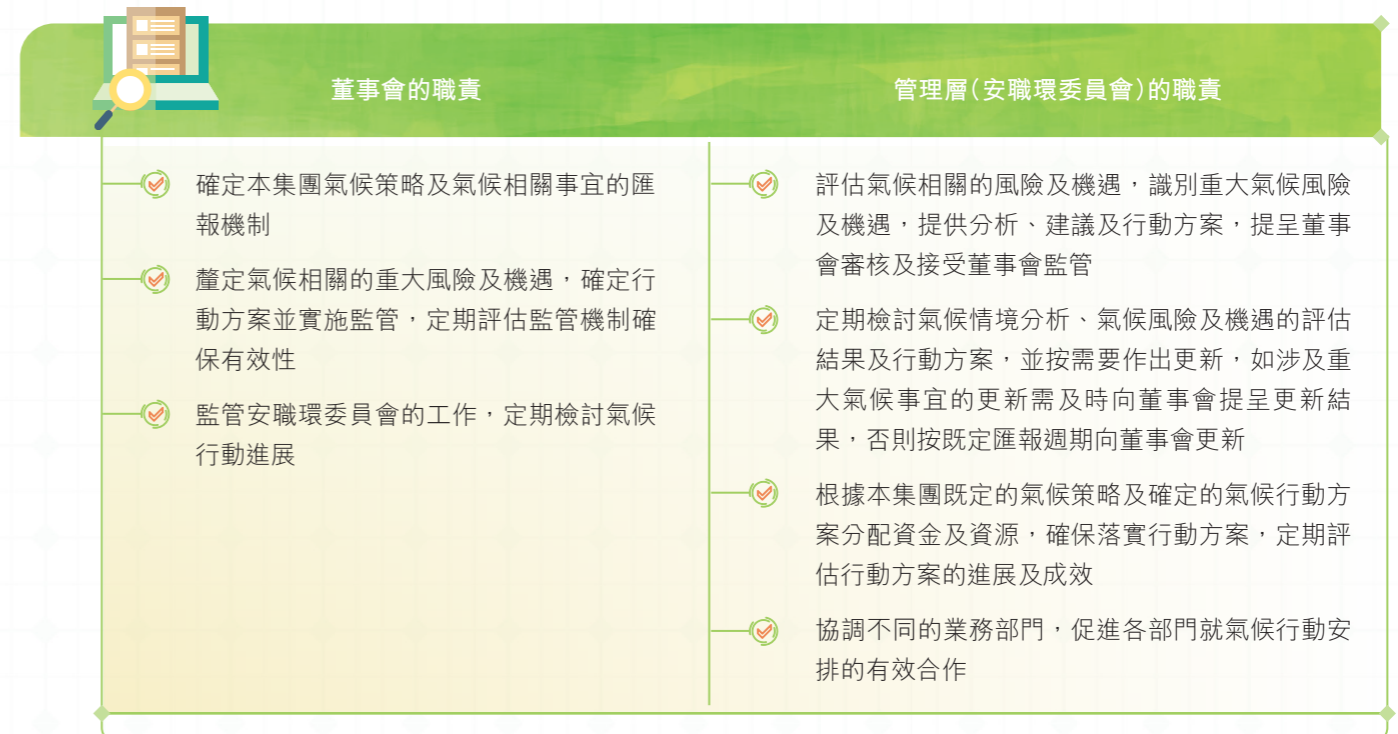 董事會的職責
管理層(安職環委員會)的職責
確定本集團氣候策略及氣候相關事宜的匯
報機制
釐定氣候相關的重大風險及機遇，確定行
動方案並實施監管，定期評估監管機制確
保有效性
監管安職環委員會的工作，定期檢討氣候
行動進展
評估氣候相關的風險及機遇，識別重大氣候風險
及機遇，提供分析、建議及行動方案，提呈董事
會審核及接受董事會監管
定期檢討氣候情境分析、氣候風險及機遇的評估
結果及行動方案，並按需要作出更新，如涉及重
大氣候事宜的更新需及時向董事會提呈更新結
果，否則按既定匯報週期向董事會更新
根據本集團既定的氣候策略及確定的氣候行動方
案分配資金及資源，確保落實行動方案，定期評
估行動方案的進展及成效
協調不同的業務部門，促進各部門就氣候行動安
排的有效合作